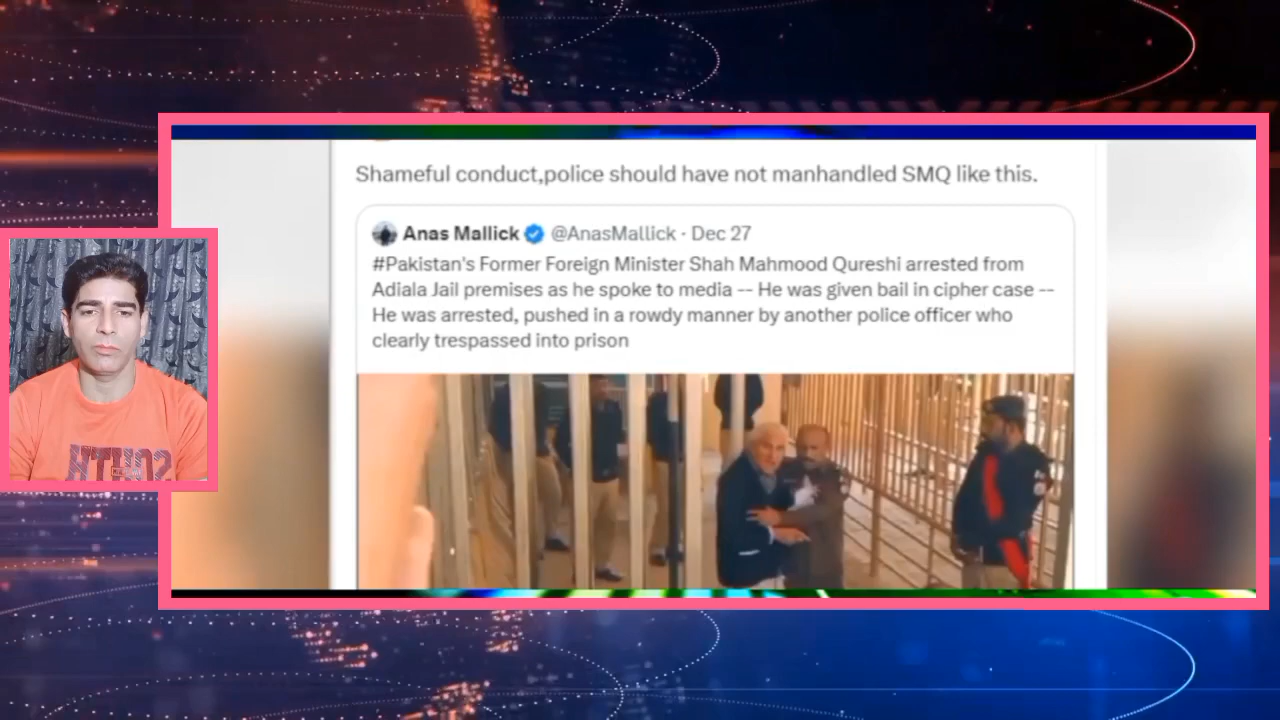 Shameful conduct,police should have not manhandled SMQ like this.
Anas Mallick @AnasMallick · Dec 27
#Pakistan's Former Foreign Minister Shah Mahmood Qureshi arrested from
Adiala Jail premises as he spoke to media -- He was given bail in cipher case --
He was arrested, pushed in a rowdy manner by another police officer who
clearly trespassed into prison